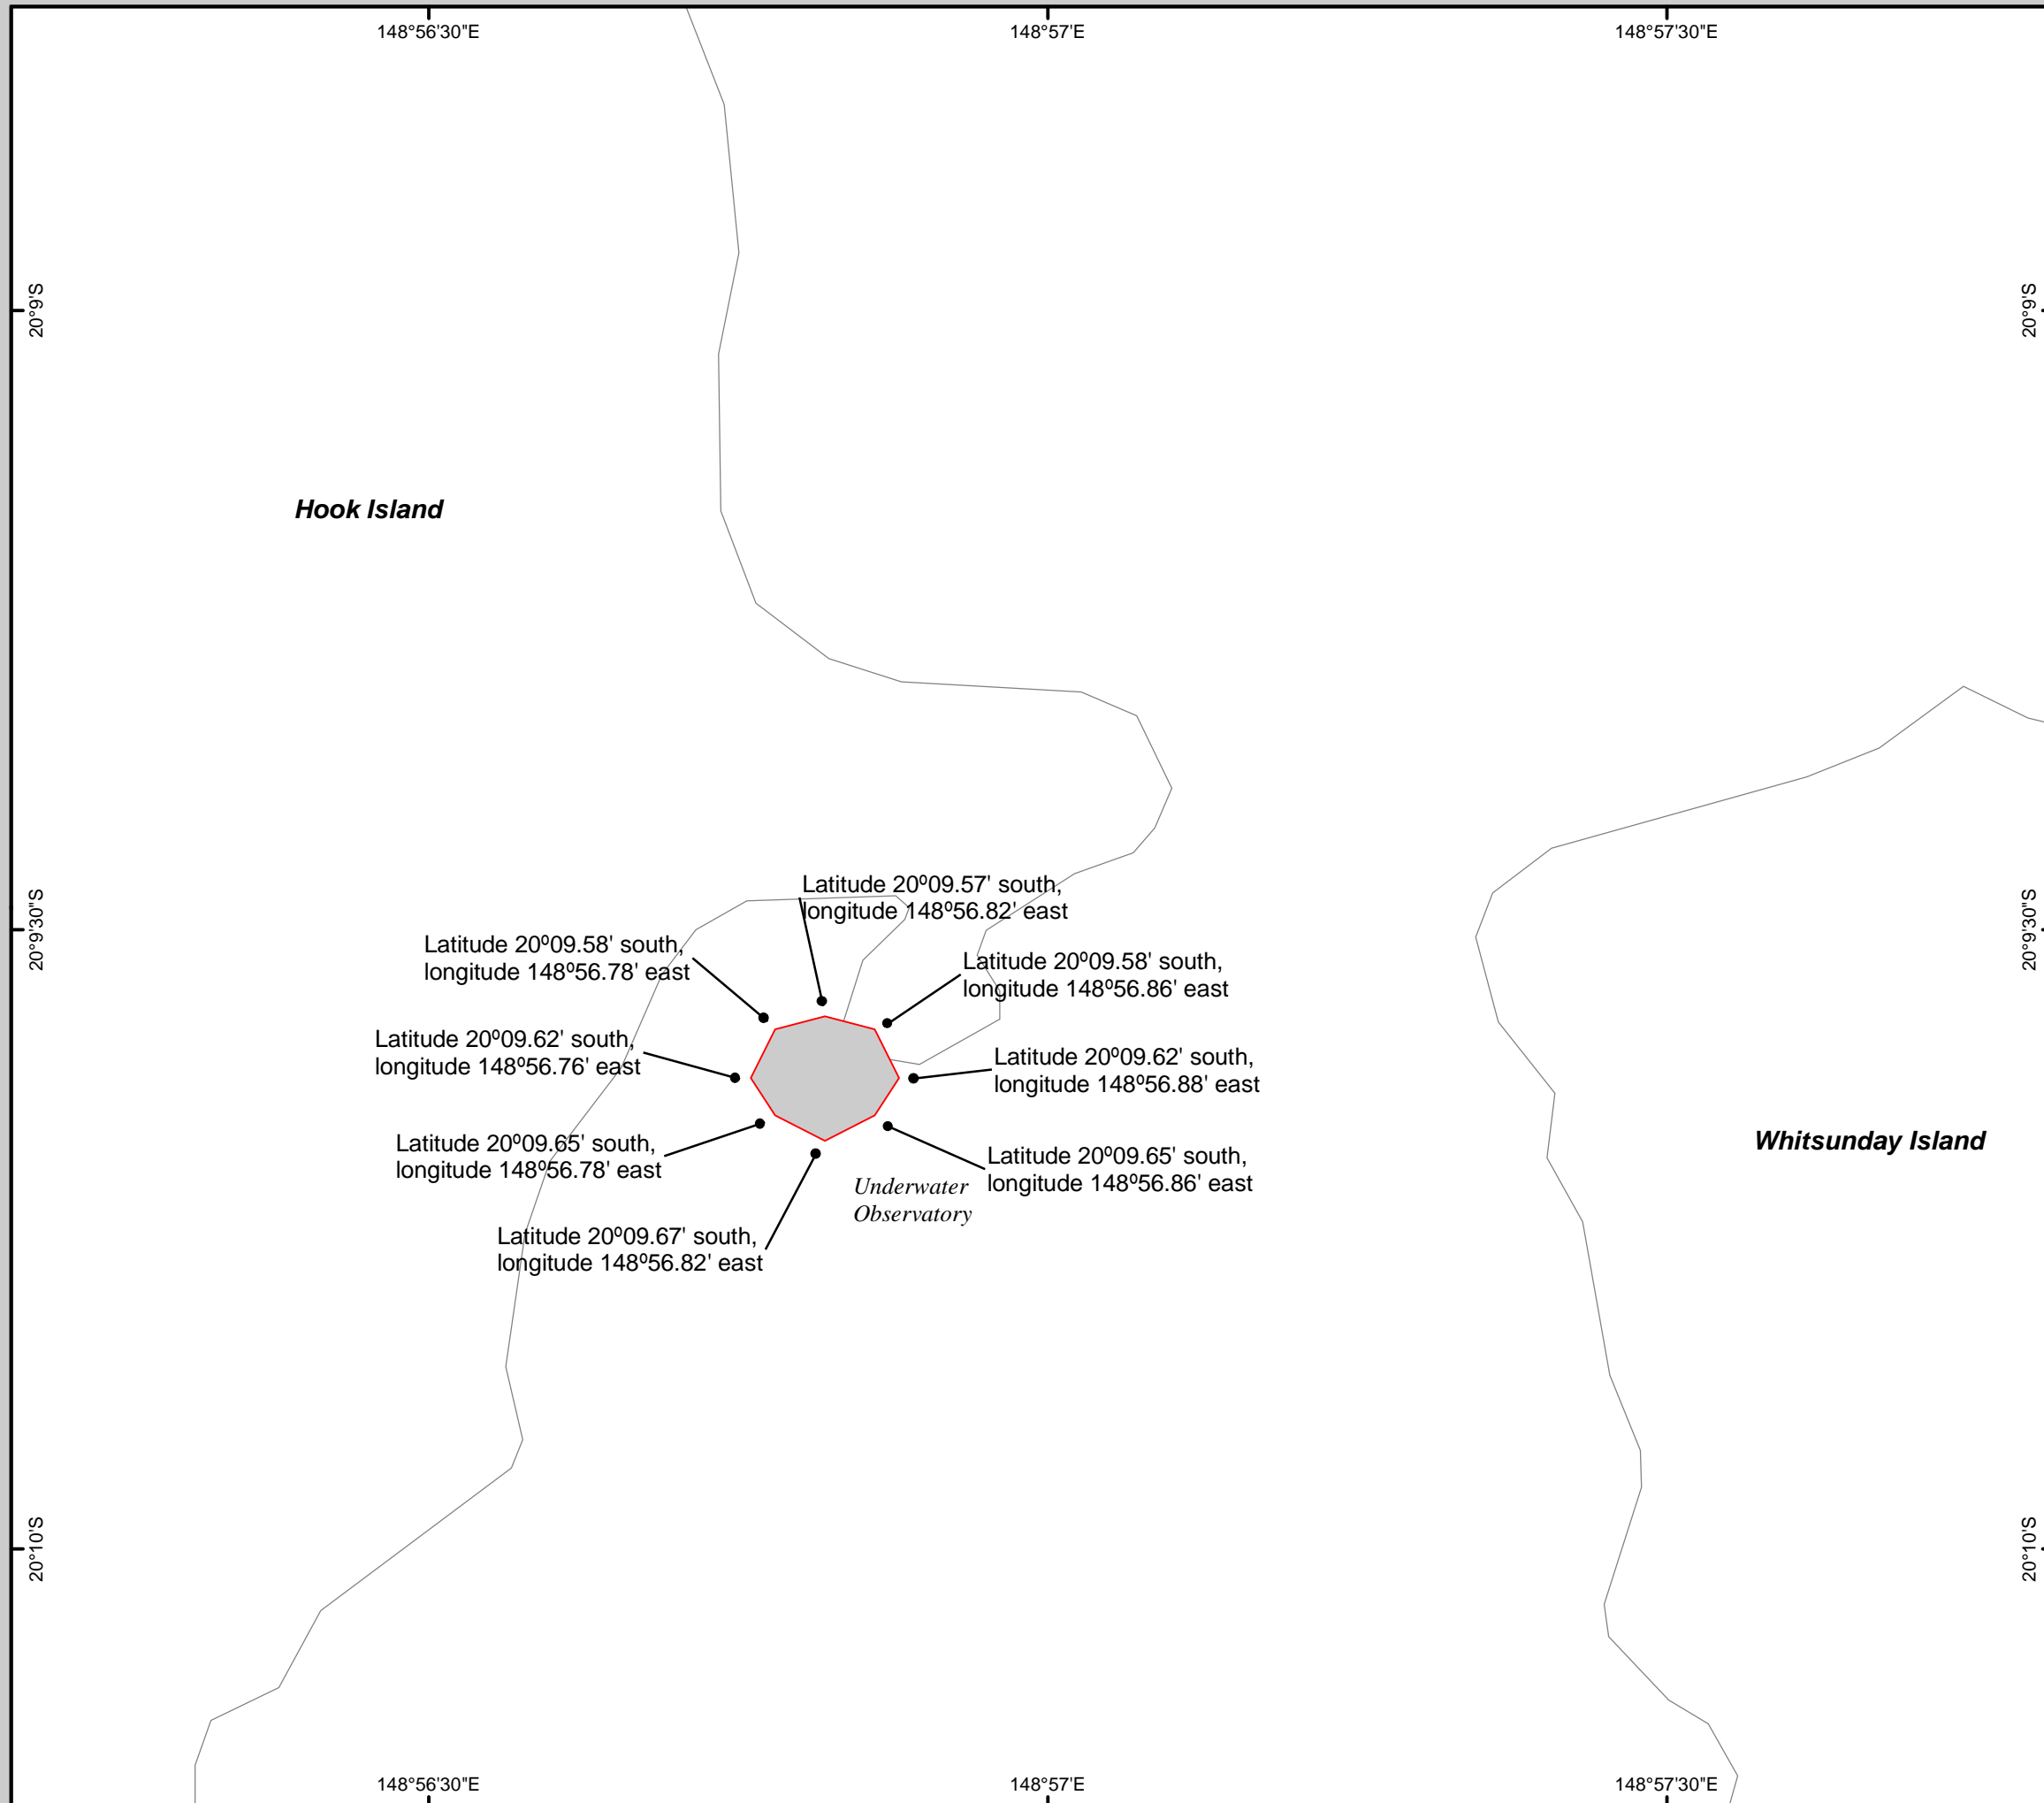 148°56'30"E
148°57'E
148°57'30"E
20°9'S
20°9'S
Hook Island
Latitude 20º09.57' south,
longitude 148º56.82' east
Latitude 20º09.58' south,
longitude 148º56.78' east
Latitude 20º09.58' south,
longitude 148º56.86' east
20°9'30"S
20°9'30"S
Latitude 20º09.62' south,
longitude 148º56.76' east
Latitude 20º09.62' south,
longitude 148º56.88' east
Latitude 20º09.65' south,
longitude 148º56.78' east
Latitude 20º09.65' south,
longitude 148º56.86' east
Whitsunday Island
Underwater
Observatory
Latitude 20º09.67' south,
longitude 148º56.82' east
20°10'S
20°10'S
148°56'30"E
148°57'E
148°57'30"E